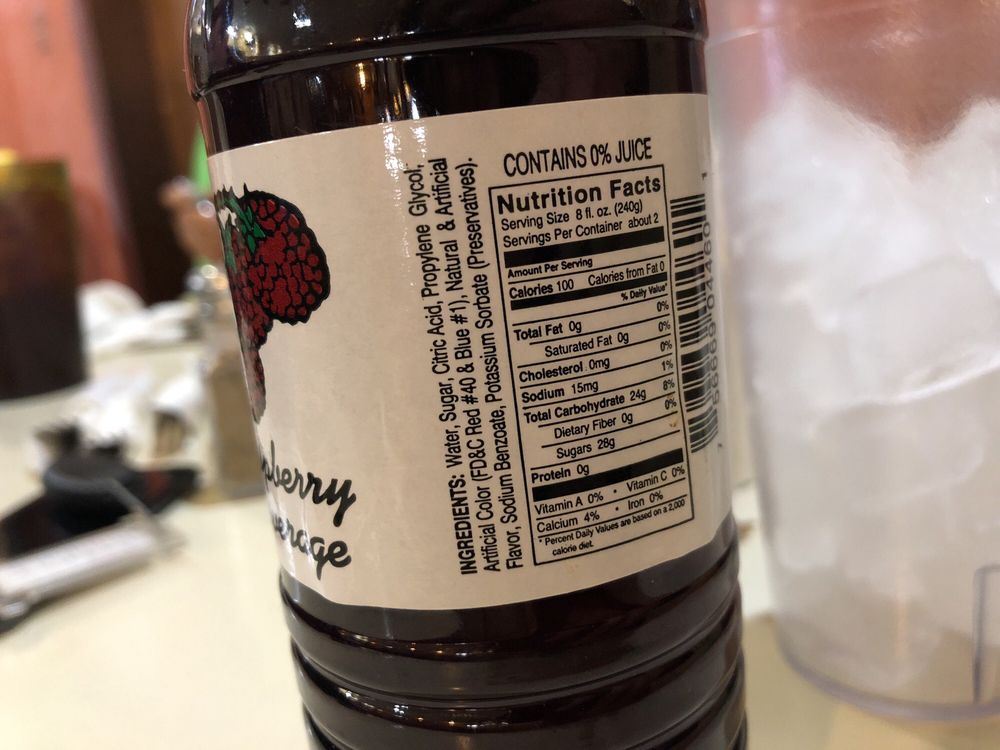 berry
erage
INGREDIENTS: Water, Sugar, Citric Acid, Propylene Glycol,
Artificial Color (FD&C Red #40 & Blue #1), Natural & Artificial
Flavor, Sodium Benzoate, Potassium Sorbate (Preservatives).
CONTAINS 0% JUICE
Nutrition Facts
Serving Size 8 fl. oz. (240g)
Servings Per Container about 2
Amount Per Serving
Calories 100 Calories from Fat 0
% Daily Value*
Total Fat 0g 0%
Saturated Fat 0g 0%
Cholesterol 0mg 0%
Sodium 15mg 1%
Total Carbohydrate 24g 8%
Dietary Fiber 0g 0%
Sugars 28g
Protein 0g
Vitamin A 0% • Vitamin C 0%
Calcium 4% • Iron 0%
* Percent Daily Values are based on a 2,000
calorie diet.